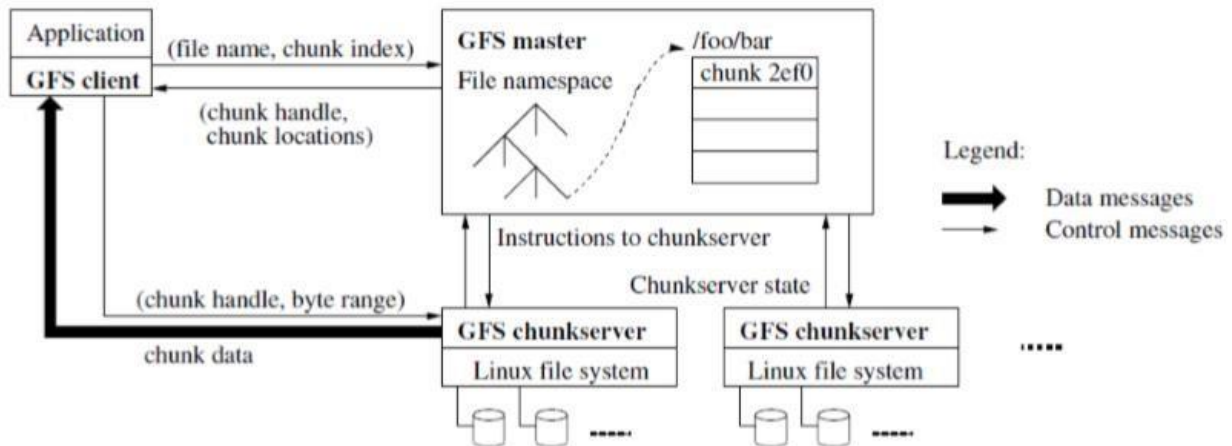 Application
GFS client
(file name, chunk index)
(chunk handle,
chunk locations)
GFS master
File namespace
/foo/bar
chunk 2ef0
Legend:
Data messages
Control messages
Instructions to chunkserver
Chunkserver state
(chunk handle, byte range)
chunk data
GFS chunkserver
Linux file system
GFS chunkserver
Linux file system